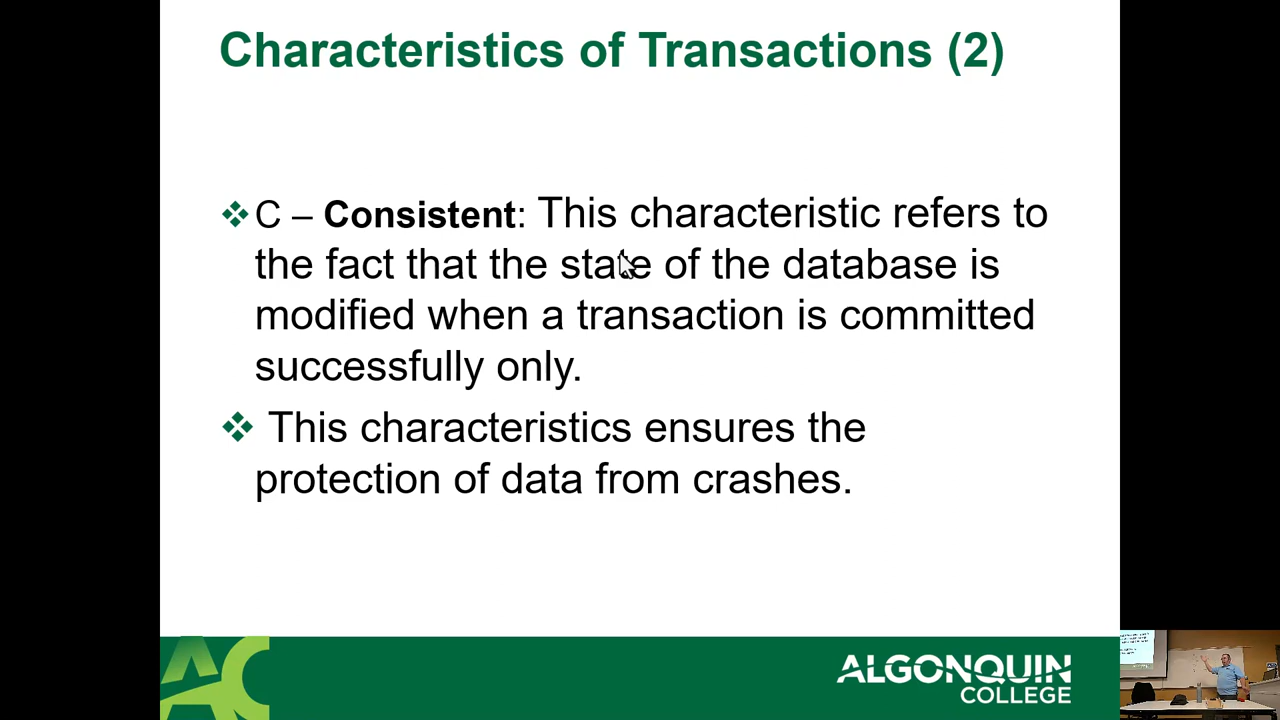 Characteristics of Transactions (2)
❖ C – Consistent: This characteristic refers to
the fact that the state of the database is
modified when a transaction is committed
successfully only.
❖ This characteristics ensures the
protection of data from crashes.
AC
ALGONQUIN
COLLEGE